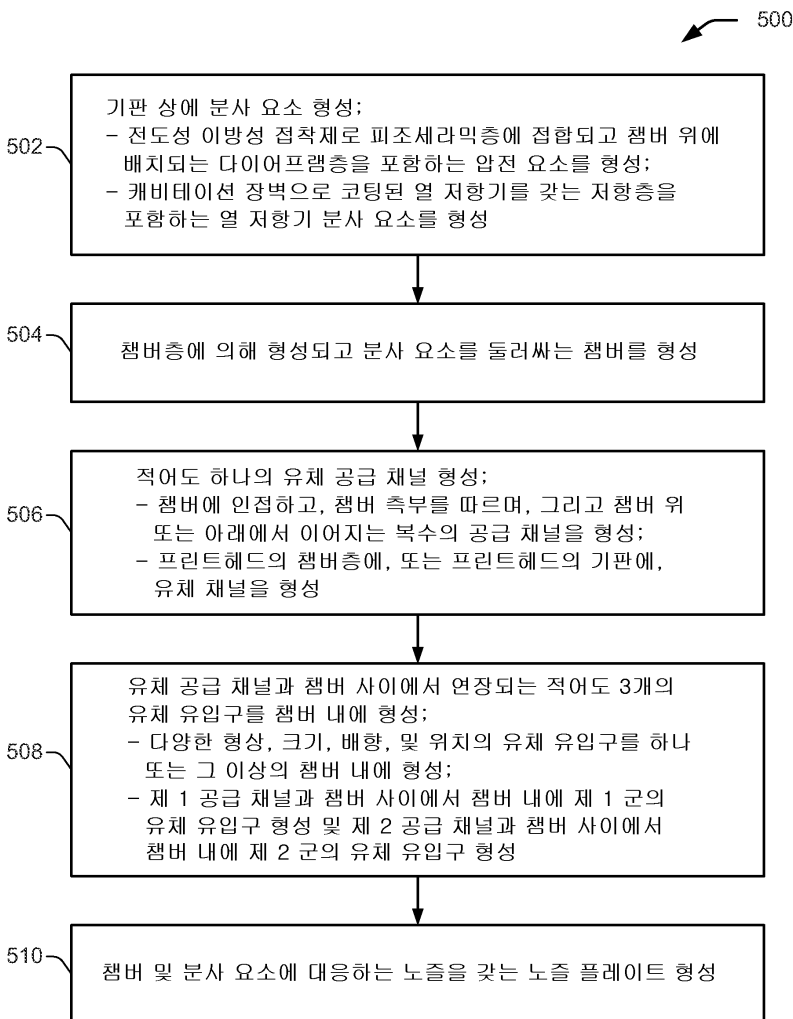 500
502
기판 상에 분사 요소 형성;
- 전도성 이방성 접착제로 피조세라믹층에 접합되고 챔버 위에
배치되는 다이어프램층을 포함하는 압전 요소를 형성;
- 캐비테이션 장벽으로 코팅된 열 저항기를 갖는 저항층을
포함하는 열 저항기 분사 요소를 형성
504
챔버층에 의해 형성되고 분사 요소를 둘러싸는 챔버를 형성
506
적어도 하나의 유체 공급 채널 형성;
- 챔버에 인접하고, 챔버 측부를 따르며, 그리고 챔버 위
또는 아래에서 이어지는 복수의 공급 채널을 형성;
- 프린트헤드의 챔버층에, 또는 프린트헤드의 기판에,
유체 채널을 형성
508
유체 공급 채널과 챔버 사이에서 연장되는 적어도 3개의
유체 유입구를 챔버 내에 형성;
- 다양한 형상, 크기, 배향, 및 위치의 유체 유입구를 하나
또는 그 이상의 챔버 내에 형성;
- 제 1 공급 채널과 챔버 사이에서 챔버 내에 제 1 군의
유체 유입구 형성 및 제 2 공급 채널과 챔버 사이에서
챔버 내에 제 2 군의 유체 유입구 형성
510
챔버 및 분사 요소에 대응하는 노즐을 갖는 노즐 플레이트 형성